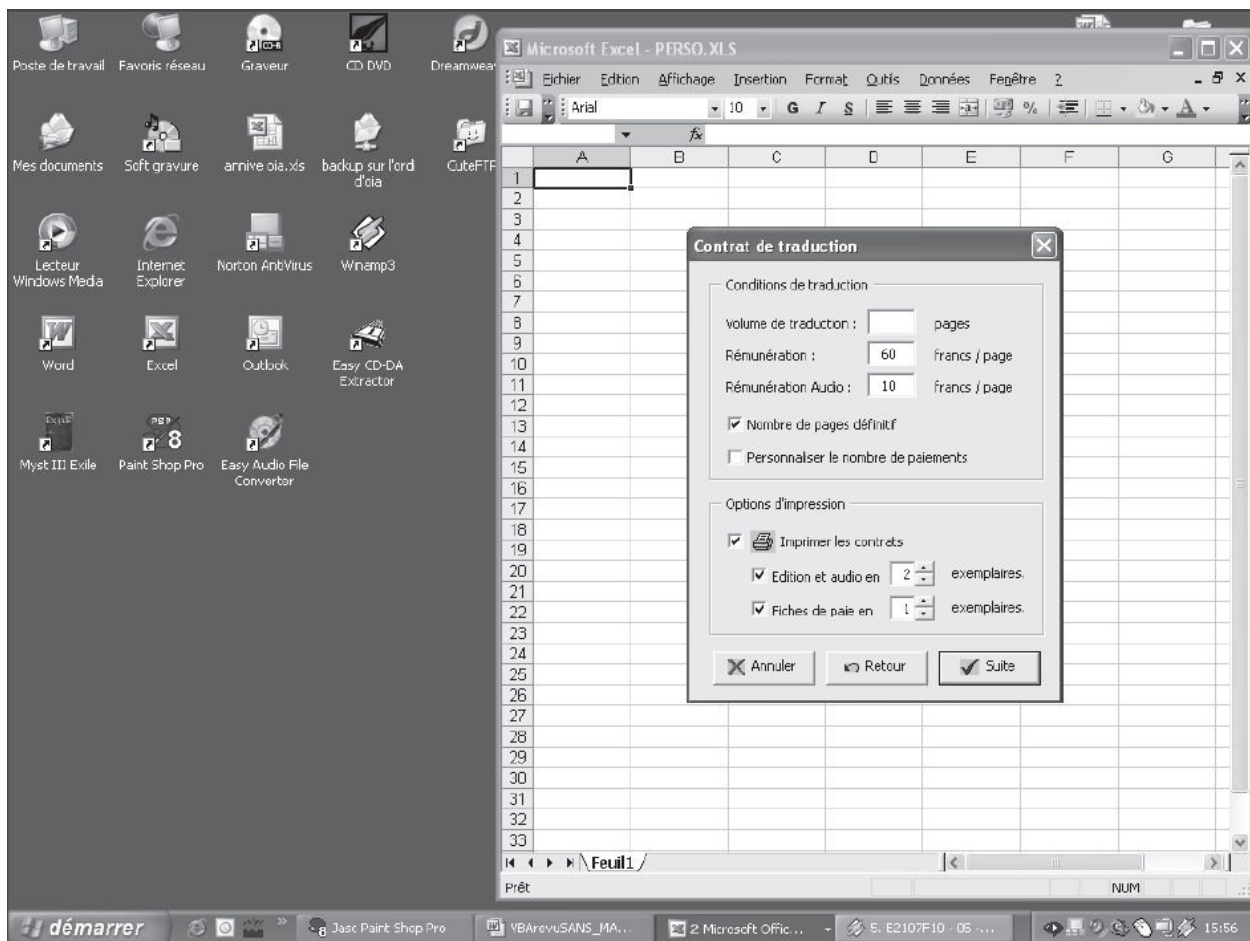 Poste de travail
Favoris réseau
Graveur
CD DVD
Dreamwea
Mes documents
Soft gravure
annive oia.xls
backup sur l'ord
d'oia
CuteFTF
Lecteur
Windows Media
Internet
Explorer
Norton AntiVirus
Winamp3
Word
Excel
Outlook
Easy CD-DA
Extractor
Myst III Exile
Paint Shop Pro
Easy Audio File
Converter
Microsoft Excel - PERSO.XLS
Fichier Edition Affichage Insertion Format Outils Données Fenêtre ?
Arial 10 G I S % A
fx
A B C D E F G
1
2
3
4
5
6
7
8
9
10
11
12
13
14
15
16
17
18
19
20
21
22
23
24
25
26
27
28
29
30
31
32
33
Contrat de traduction
Conditions de traduction
Volume de traduction : pages
Rémunération : 60 francs / page
Rémunération Audio : 10 francs / page
Nombre de pages définitif
Personnaliser le nombre de paiements
Options d'impression
Imprimer les contrats
Edition et audio en 2 exemplaires.
Fiches de paie en 1 exemplaires.
Annuler Retour Suite
Feuil1
Prêt NUM
démarrer » Jasc Paint Shop Pro VBArevuSANS_MA... 2 Microsoft Offic... 5. E2107F10 - 05 -... 15:56